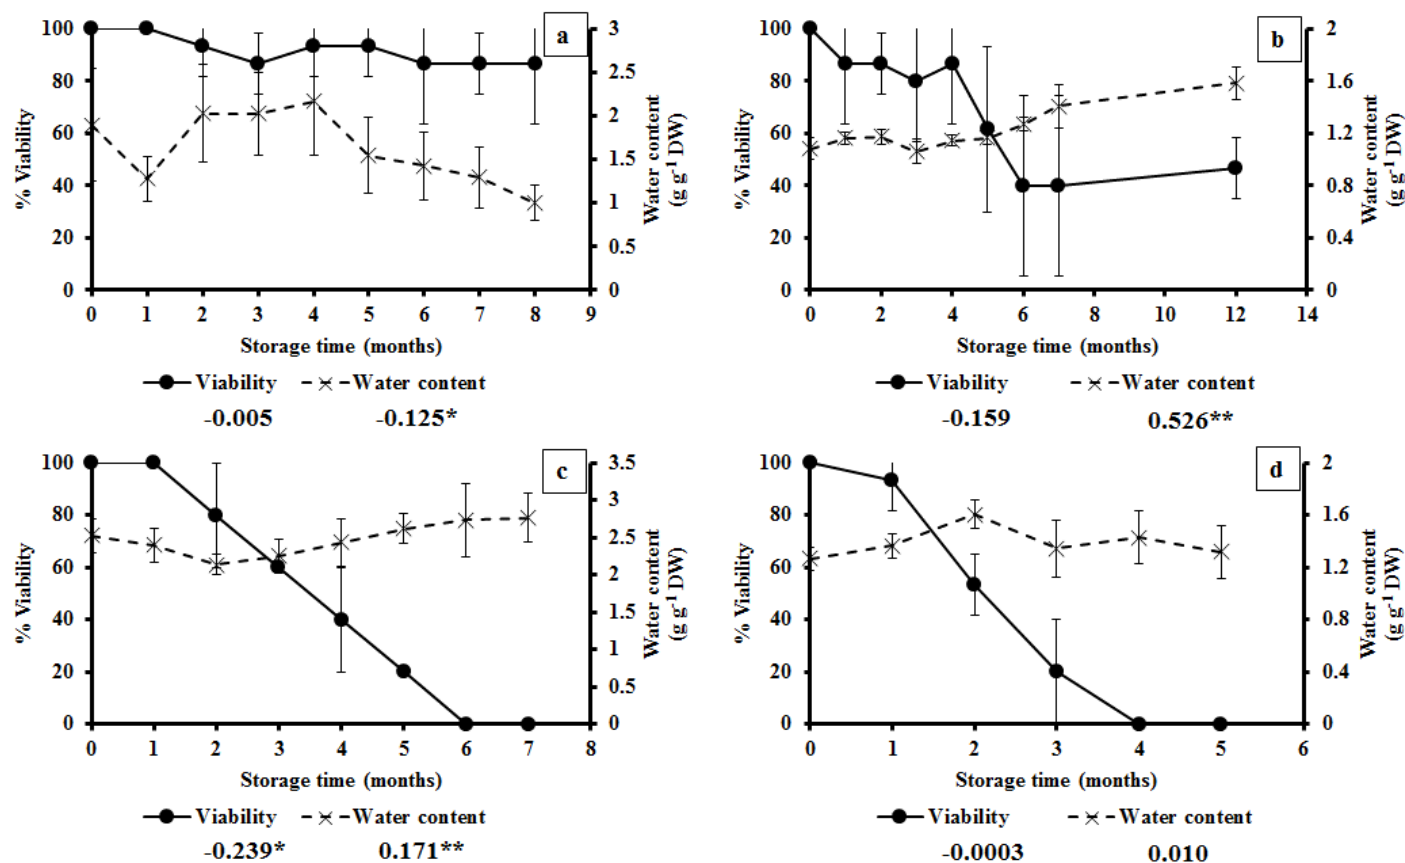 a
100
80
60
40
20
0
% Viability
3
2.5
2
1.5
1
0.5
0
Water content
(g g-1 DW)
0 1 2 3 4 5 6 7 8 9
Storage time (months)
Viability Water content
-0.005 -0.125*
b
100
80
60
40
20
0
% Viability
2
1.6
1.2
0.8
0.4
0
Water content
(g g-1 DW)
0 2 4 6 8 10 12 14
Storage time (months)
Viability Water content
-0.159 0.526**
c
100
80
60
40
20
0
% Viability
3.5
3
2.5
2
1.5
1
0.5
0
Water content
(g g-1 DW)
0 1 2 3 4 5 6 7 8
Storage time (months)
Viability Water content
-0.239* 0.171**
d
100
80
60
40
20
0
% Viability
2
1.6
1.2
0.8
0.4
0
Water content
(g g-1 DW)
0 1 2 3 4 5 6
Storage time (months)
Viability Water content
-0.0003 0.010